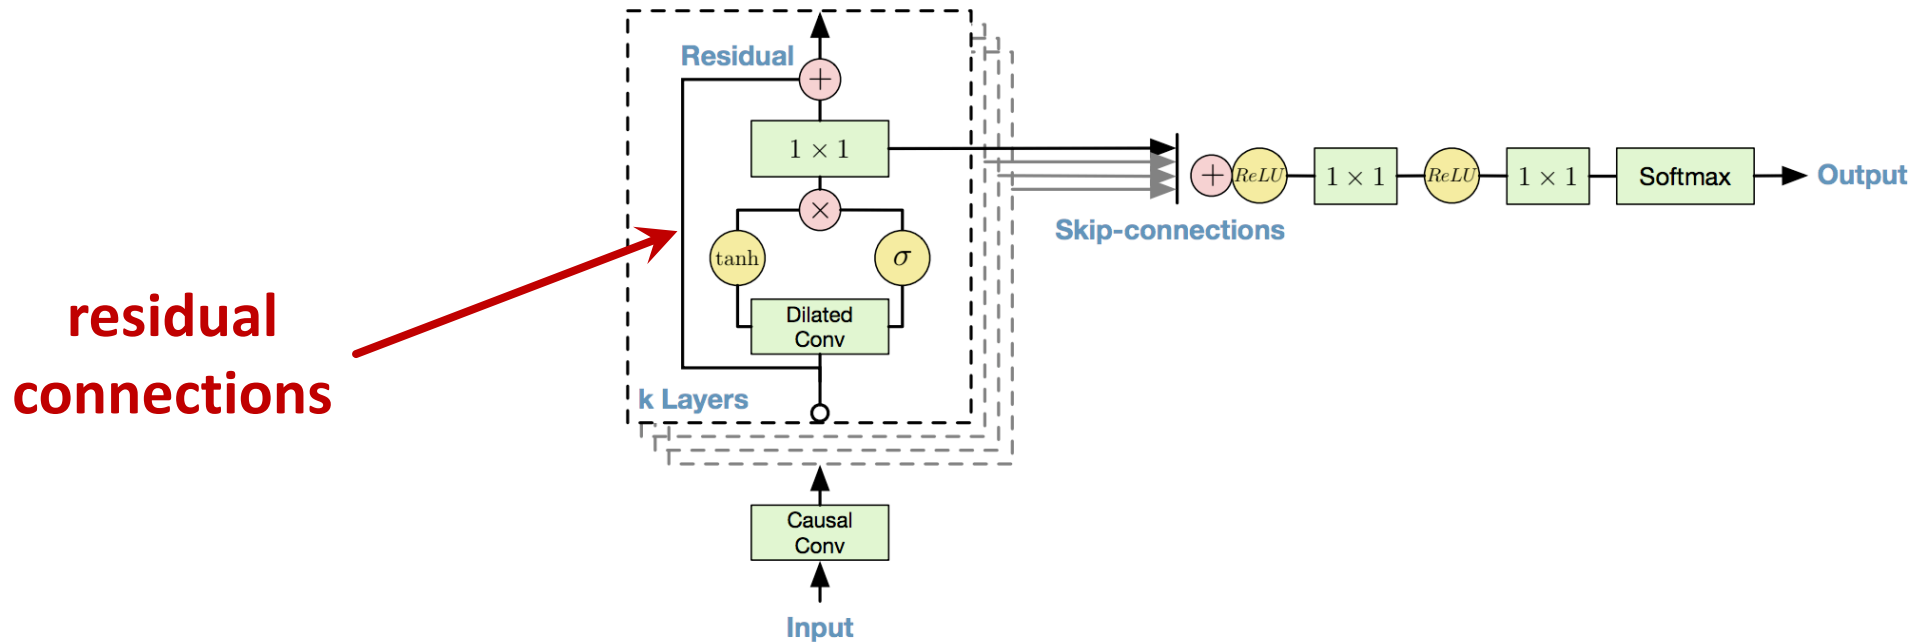 Residual
+
1 × 1
×
tanh
σ
Dilated
Conv
k Layers
Causal
Conv
Input
residual
connections
Skip-connections
+
ReLU
1 × 1
ReLU
1 × 1
Softmax
Output